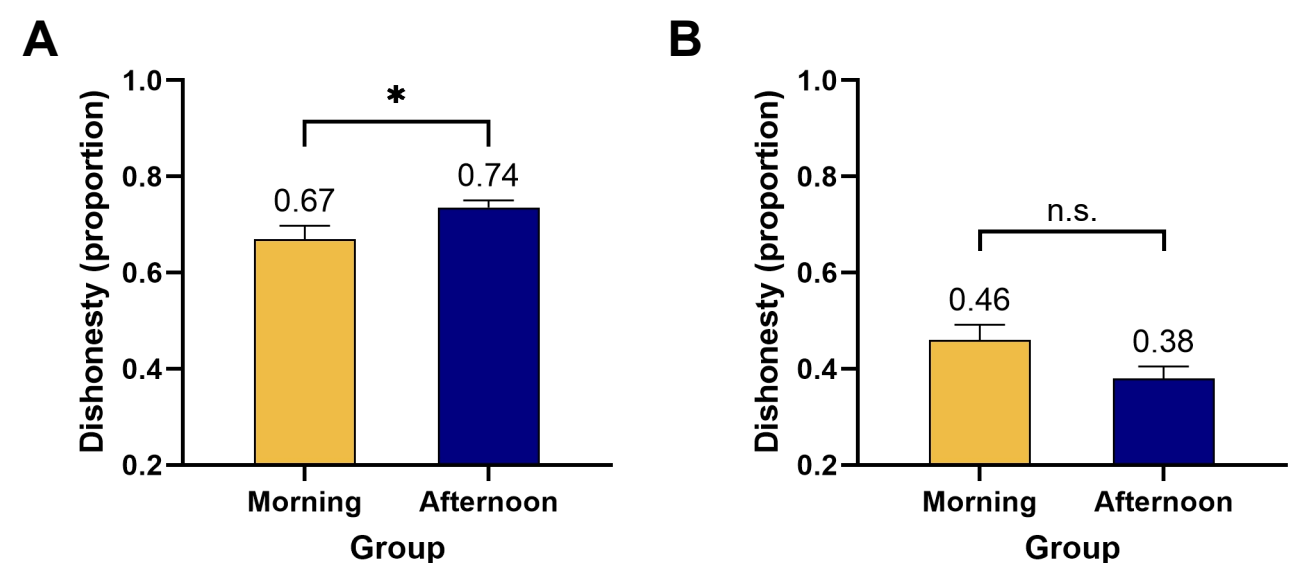 A
Dishonesty (proportion)
1.0
0.8
0.6
0.4
0.2
*
0.67
0.74
Morning
Afternoon
Group
B
Dishonesty (proportion)
1.0
0.8
0.6
0.4
0.2
n.s.
0.46
0.38
Morning
Afternoon
Group